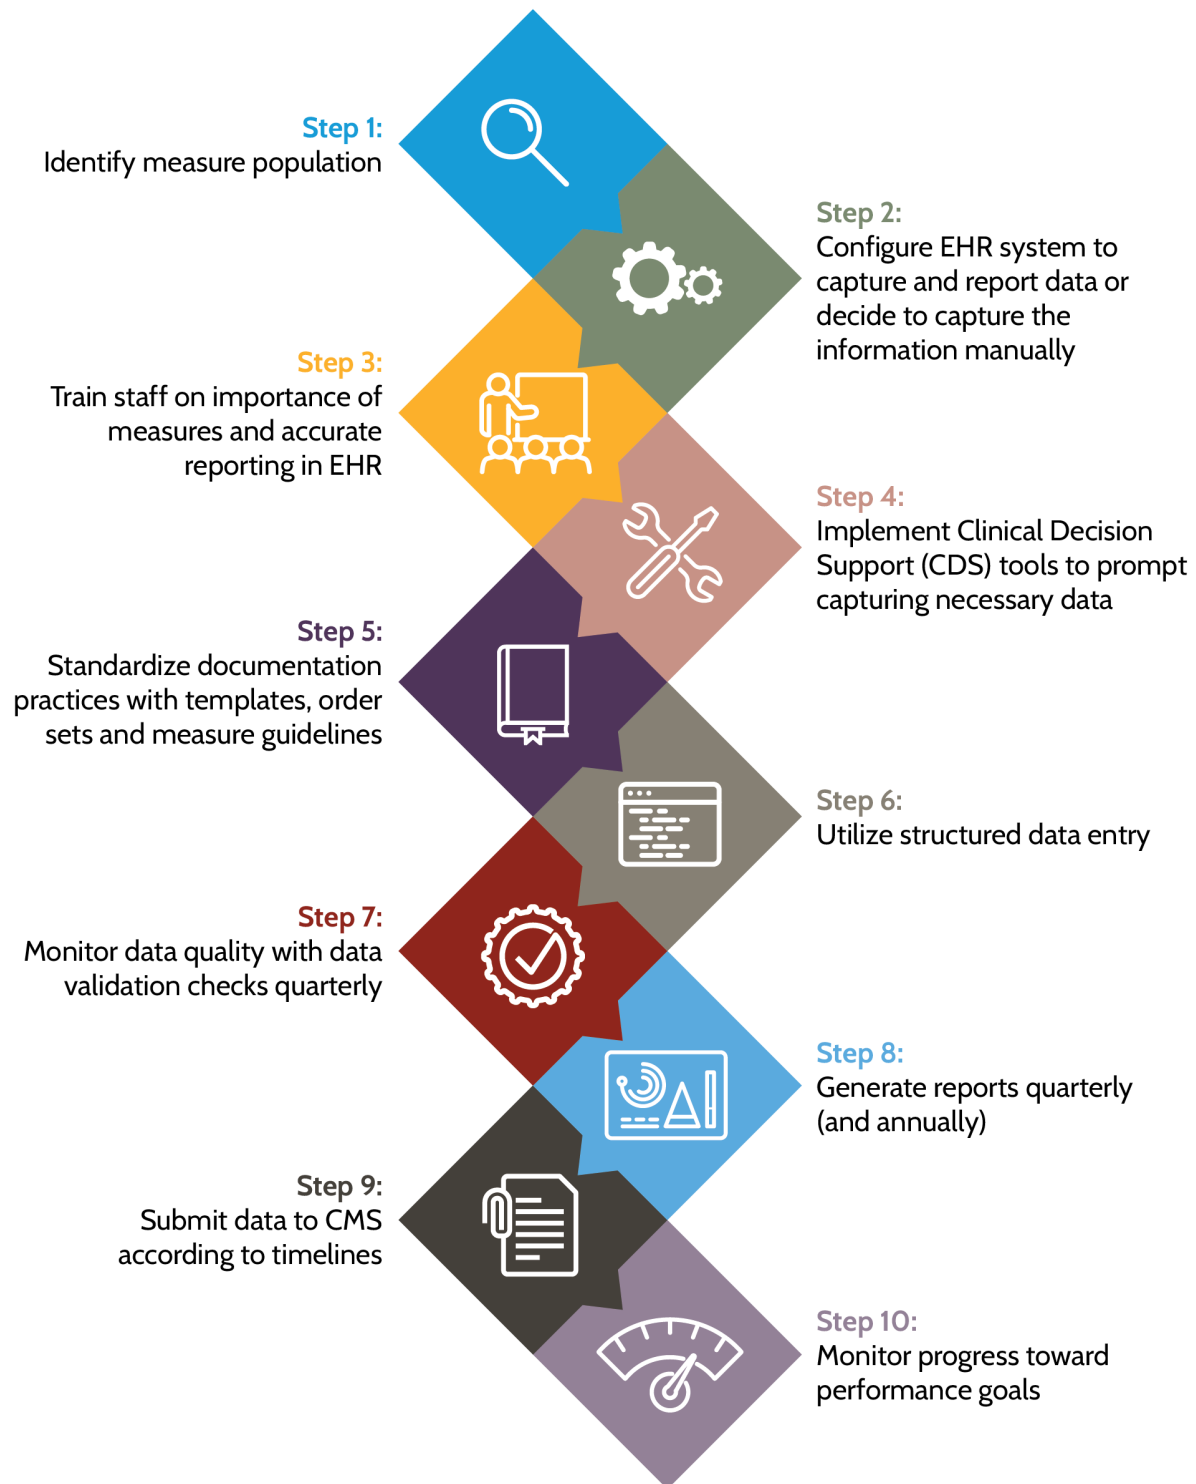 Step 1:
Identify measure population
Step 2:
Configure EHR system to
capture and report data or
decide to capture the
information manually
Step 3:
Train staff on importance of
measures and accurate
reporting in EHR
Step 4:
Implement Clinical Decision
Support (CDS) tools to prompt
capturing necessary data
Step 5:
Standardize documentation
practices with templates, order
sets and measure guidelines
Step 6:
Utilize structured data entry
Step 7:
Monitor data quality with data
validation checks quarterly
Step 8:
Generate reports quarterly
(and annually)
Step 9:
Submit data to CMS
according to timelines
Step 10:
Monitor progress toward
performance goals